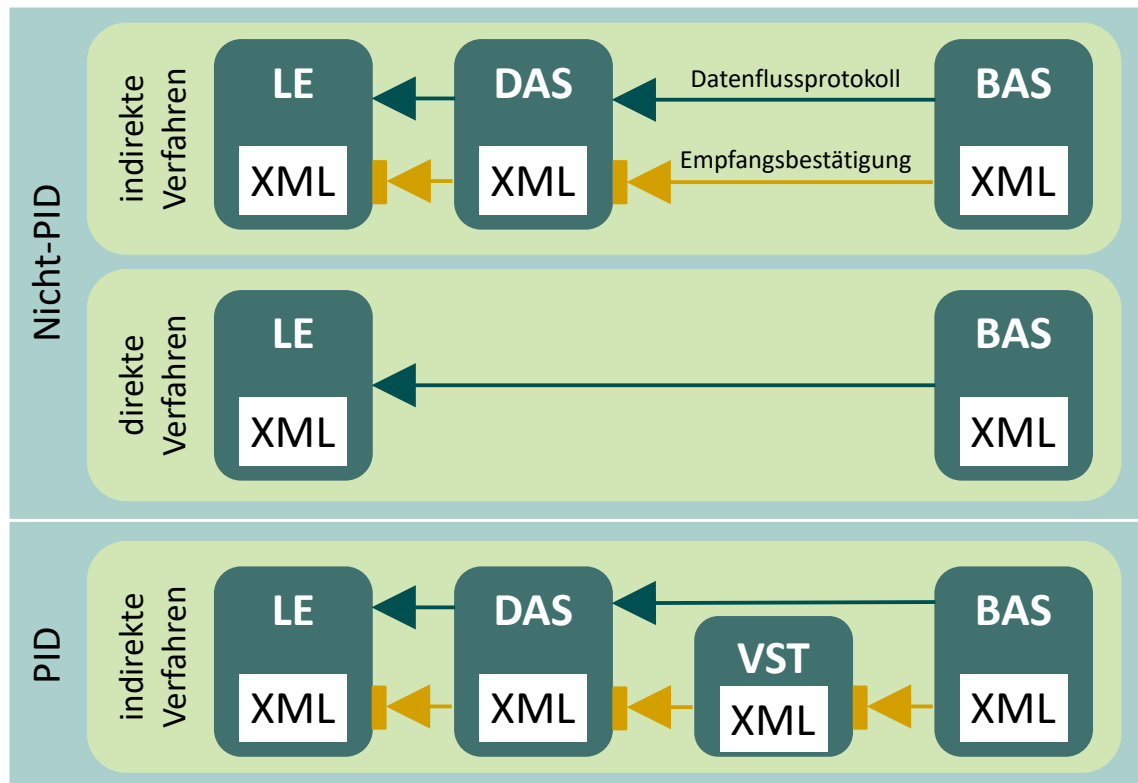 Nicht-PID
indirekte
Verfahren
LE
DAS
BAS
Datenflussprotokoll
Empfangsbestätigung
XML
XML
XML
direkte
Verfahren
LE
BAS
XML
XML
PID
indirekte
Verfahren
LE
DAS
VST
BAS
XML
XML
XML
XML